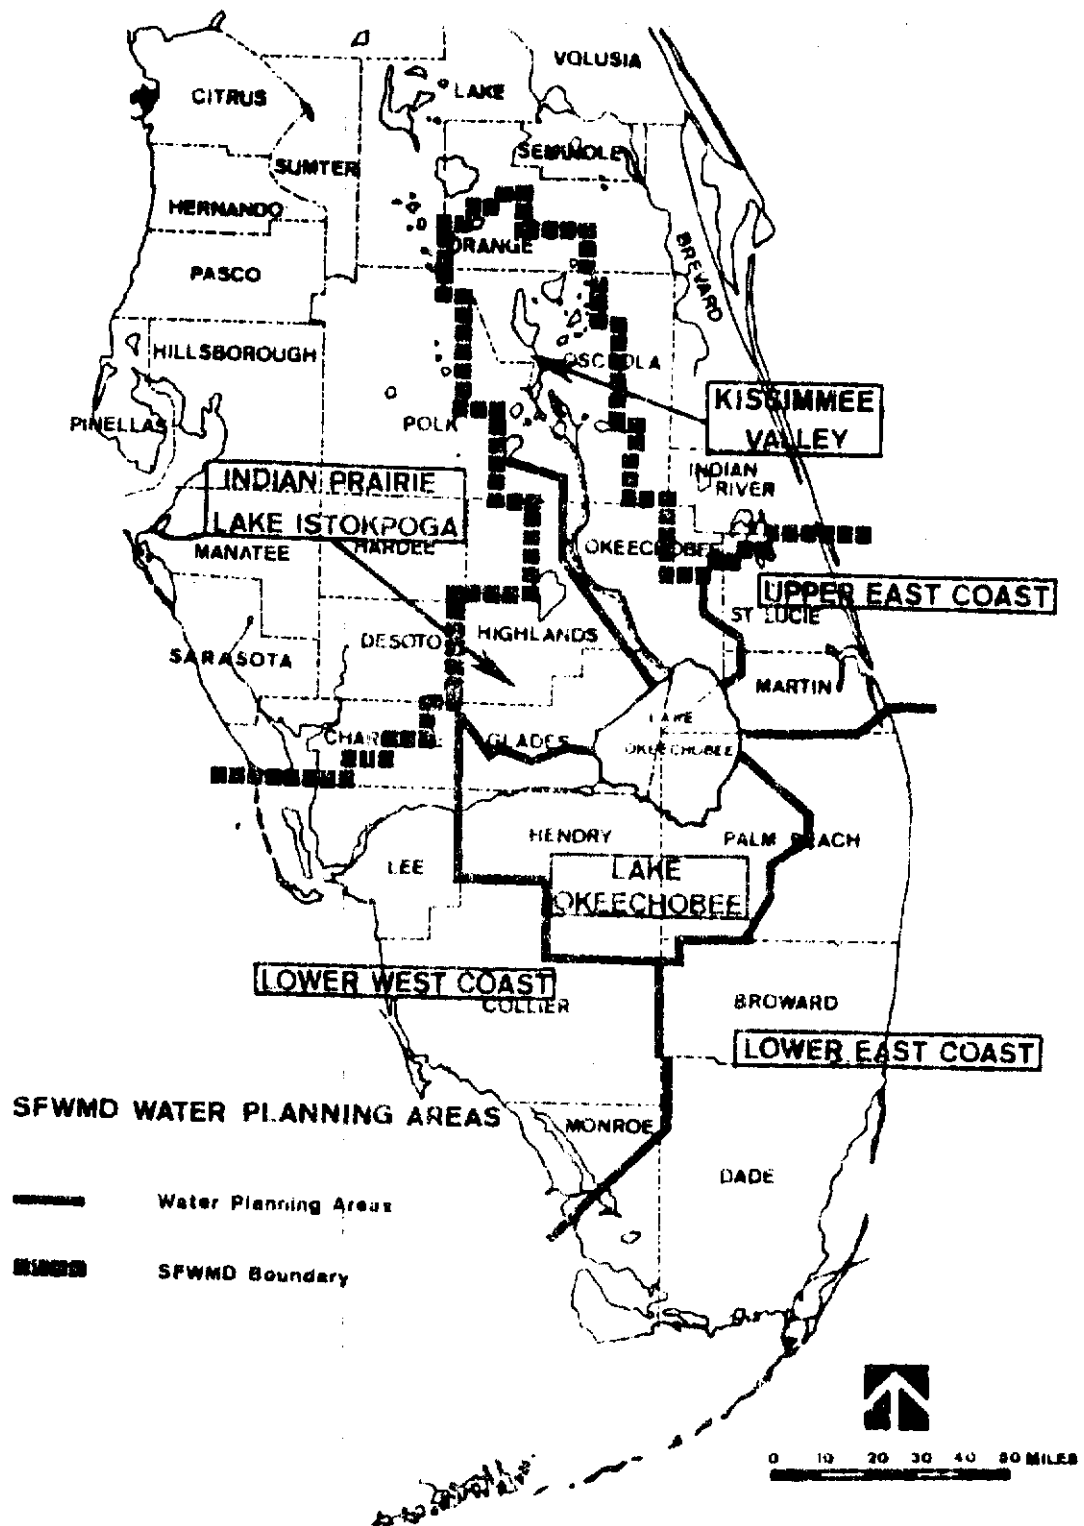 VOLUSIA
CITRUS
LAKE
SEMINOLE
SUMTER
HERNANDO
ORANGE
BREVARD
PASCO
HILLSBOROUGH
OSCEOLA
KISSIMMEE
VALLEY
PINELLAS
POLK
INDIAN
RIVER
INDIAN PRAIRIE
LAKE ISTOKPOGA
MANATEE
HARDEE
OKEECHOBEE
UPPER EAST COAST
ST LUCIE
DESOTO
HIGHLANDS
SARASOTA
MARTIN
LAKE
OKEECHOBEE
GLADES
HENDRY
PALM BEACH
LEE
LAKE
OKEECHOBEE
LOWER WEST COAST
COLLIER
BROWARD
LOWER EAST COAST
SFWMD WATER PLANNING AREAS
MONROE
DADE
Water Planning Areas
SFWMD Boundary
0 10 20 30 40 50 MILES